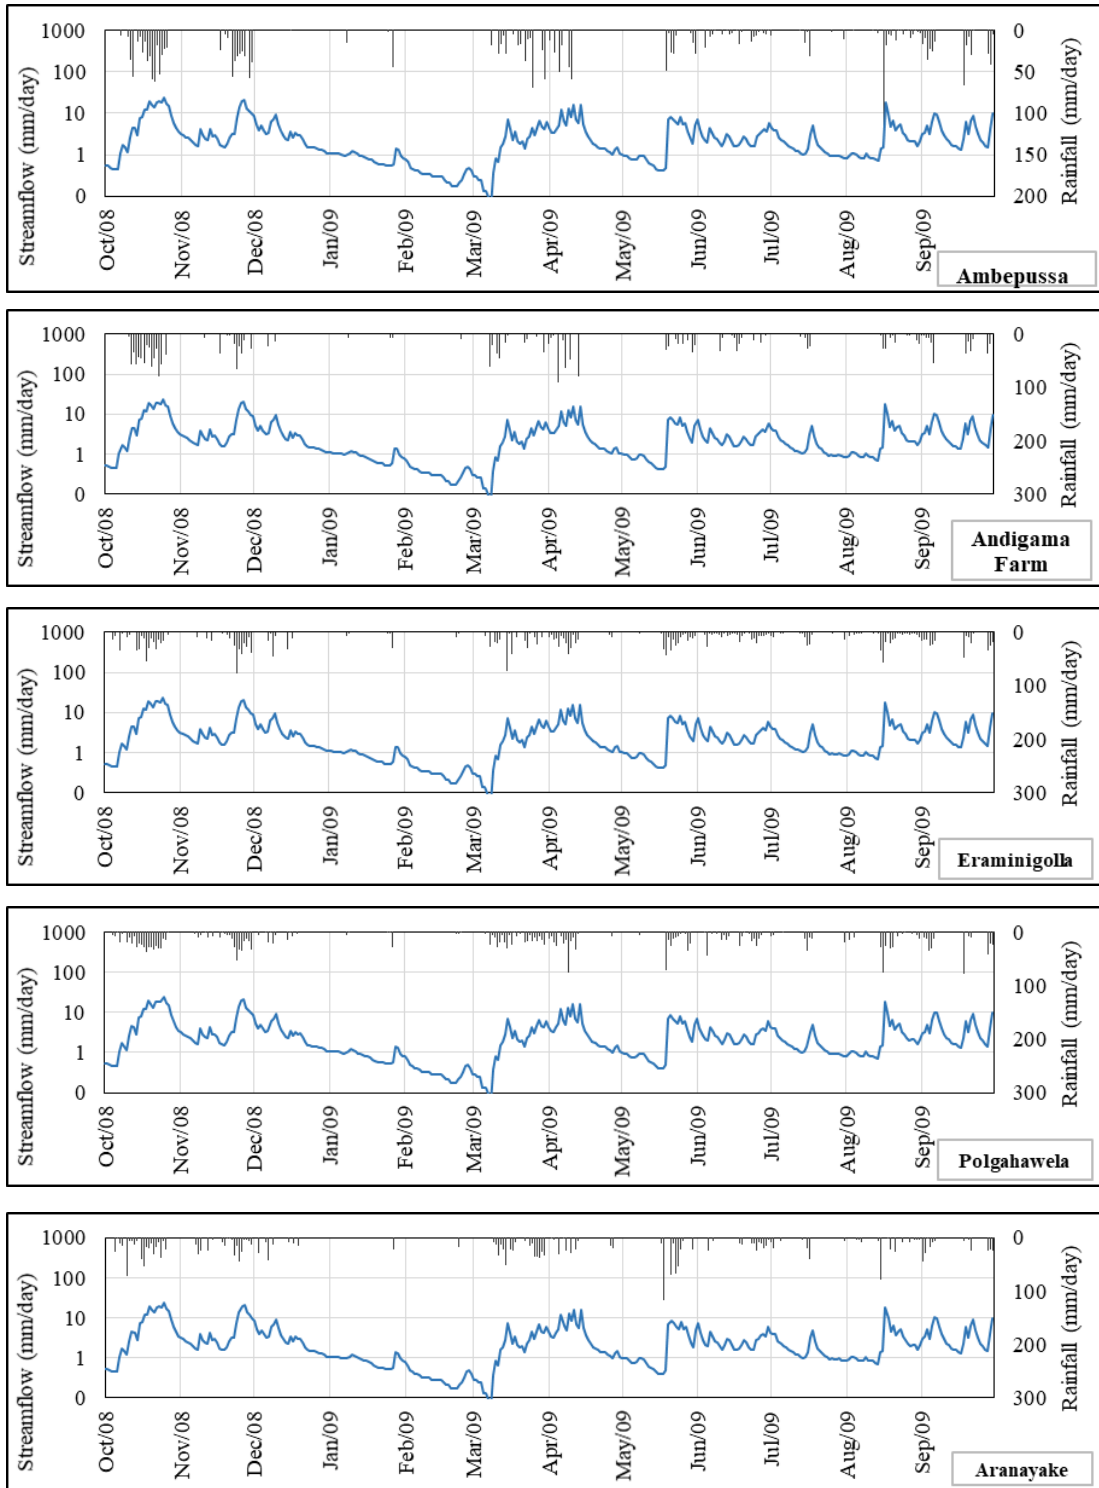 Streamflow (mm/day)
1000
100
10
1
0
0
50
100
150
200
Rainfall (mm/day)
Oct/08
Nov/08
Dec/08
Jan/09
Feb/09
Mar/09
Apr/09
May/09
Jun/09
Jul/09
Aug/09
Sep/09
Ambepussa
Streamflow (mm/day)
1000
100
10
1
0
0
100
200
300
Rainfall (mm/day)
Oct/08
Nov/08
Dec/08
Jan/09
Feb/09
Mar/09
Apr/09
May/09
Jun/09
Jul/09
Aug/09
Sep/09
Andigama
Farm
Streamflow (mm/day)
1000
100
10
1
0
0
100
200
300
Rainfall (mm/day)
Oct/08
Nov/08
Dec/08
Jan/09
Feb/09
Mar/09
Apr/09
May/09
Jun/09
Jul/09
Aug/09
Sep/09
Eraminigolla
Streamflow (mm/day)
1000
100
10
1
0
0
100
200
300
Rainfall (mm/day)
Oct/08
Nov/08
Dec/08
Jan/09
Feb/09
Mar/09
Apr/09
May/09
Jun/09
Jul/09
Aug/09
Sep/09
Polgahawela
Streamflow (mm/day)
1000
100
10
1
0
0
100
200
300
Rainfall (mm/day)
Oct/08
Nov/08
Dec/08
Jan/09
Feb/09
Mar/09
Apr/09
May/09
Jun/09
Jul/09
Aug/09
Sep/09
Aranayake